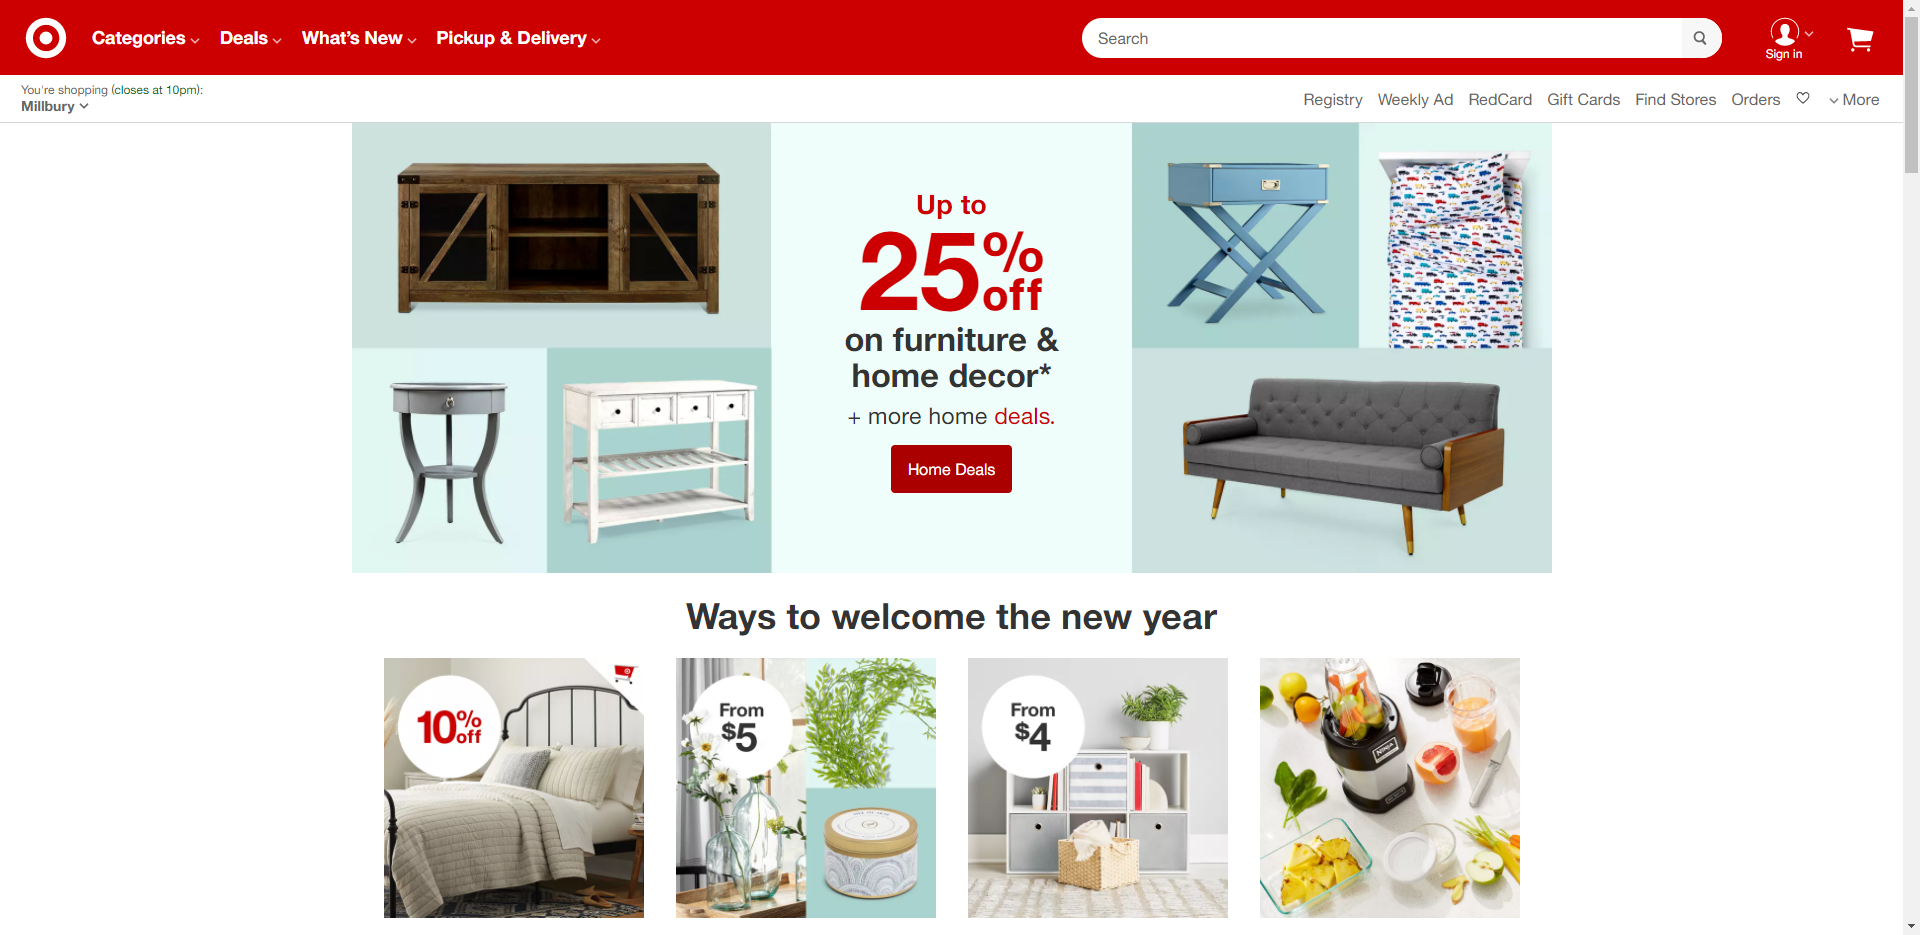 Categories
Deals
What's New
Pickup & Delivery
Search
Sign in
You're shopping (closes at 10pm):
Millbury
Registry
Weekly Ad
RedCard
Gift Cards
Find Stores
Orders
More
Up to
25% off
on furniture &
home decor*
+ more home deals.
Home Deals
Ways to welcome the new year
10% off
From
$5
From
$4
NINJA